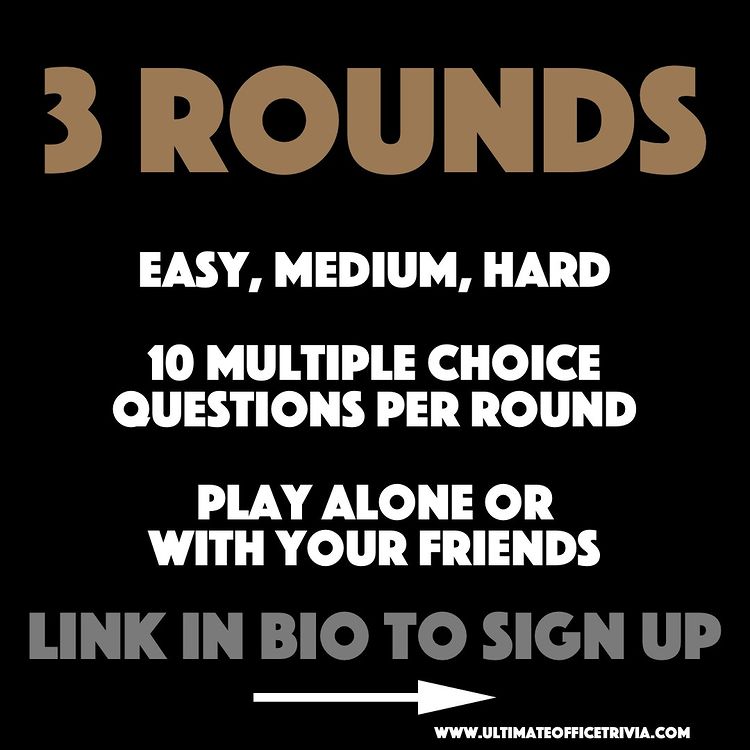 3 ROUNDS
EASY, MEDIUM, HARD
10 MULTIPLE CHOICE
QUESTIONS PER ROUND
PLAY ALONE OR
WITH YOUR FRIENDS
LINK IN BIO TO SIGN UP
WWW.ULTIMATEOFFICETRIVIA.COM